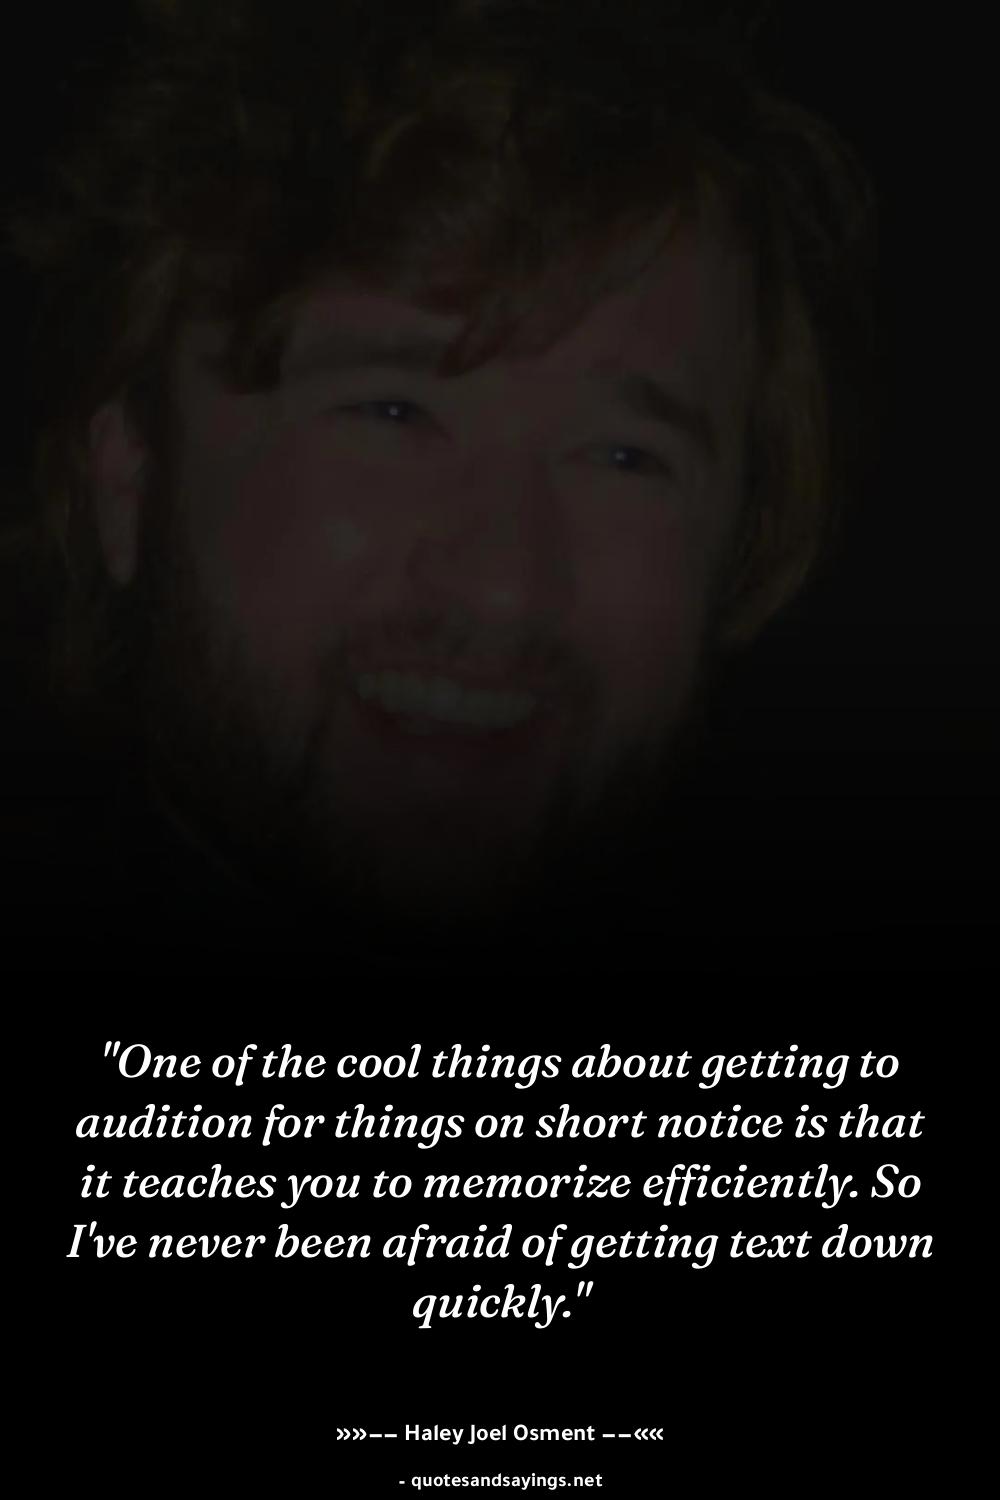 "One of the cool things about getting to
audition for things on short notice is that
it teaches you to memorize efficiently. So
I've never been afraid of getting text down
quickly."
»»−− Haley Joel Osment −−««
- quotesandsayings.net